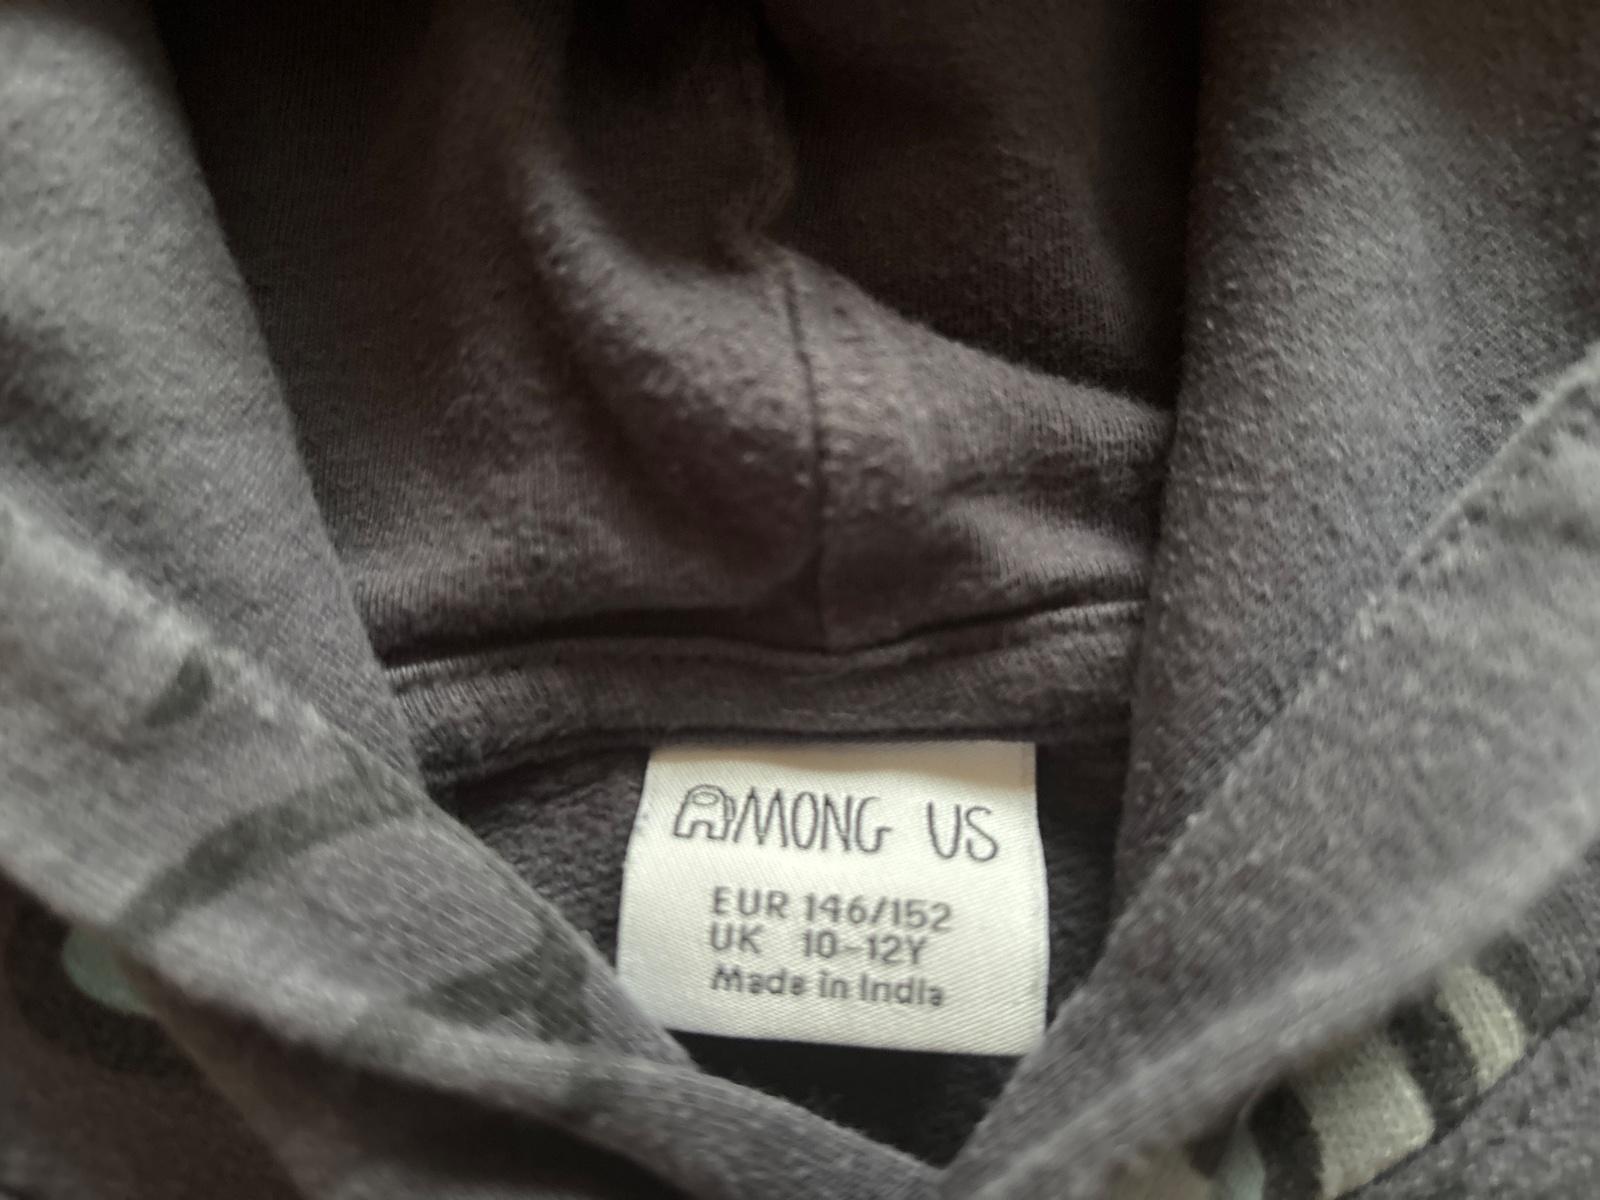 AMONG US
EUR 146/152
UK 10-12Y
Made in India